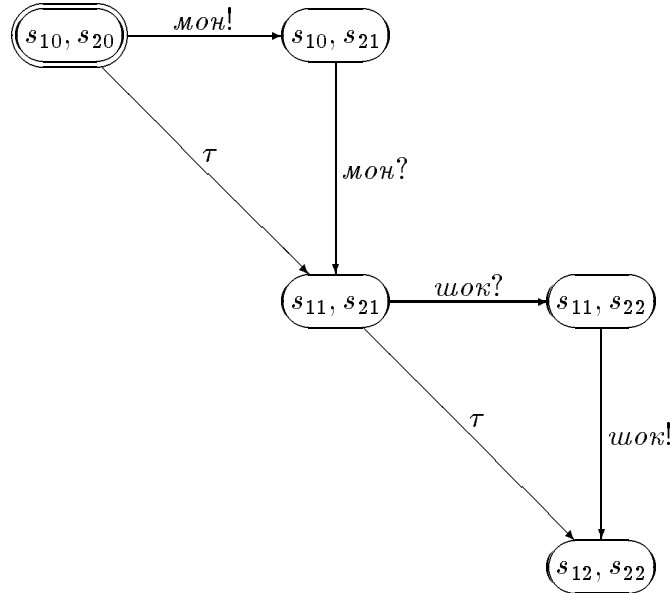 s₁₀, s₂₀ мон! s₁₀, s₂₁
τ мон?
s₁₁, s₂₁ шок? s₁₁, s₂₂
τ шок!
s₁₂, s₂₂